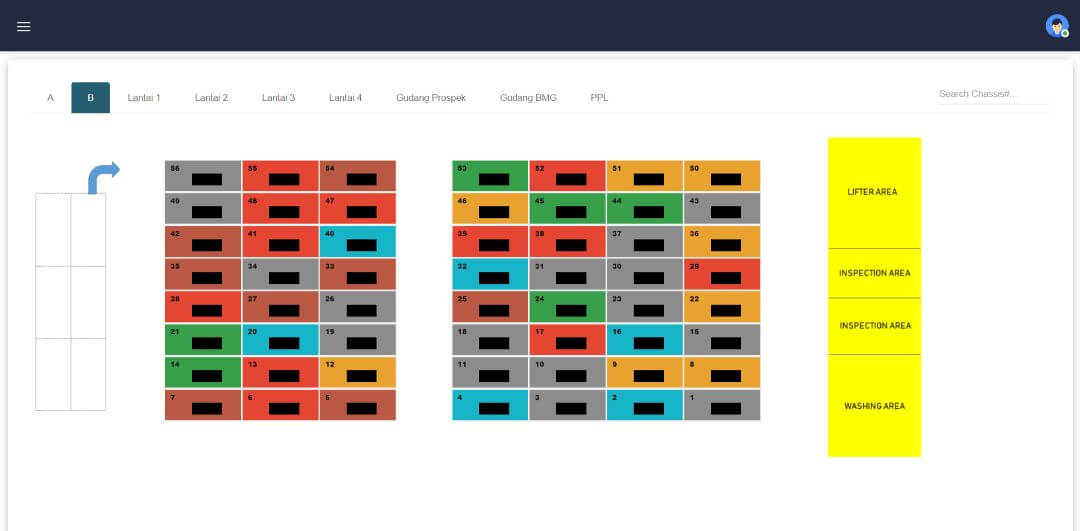 A B Lantai 1 Lantai 2 Lantai 3 Lantai 4 Gudang Prospek Gudang BMG PPL Search Chassis#...
56 55 54 53 52 51 50
49 48 47 46 45 44 43
42 41 40 39 38 37 36
35 34 33 32 31 30 29
28 27 26 25 24 23 22
21 20 19 18 17 16 15
14 13 12 11 10 9 8
7 6 5 4 3 2 1
LIFTER AREA
INSPECTION AREA
INSPECTION AREA
WASHING AREA